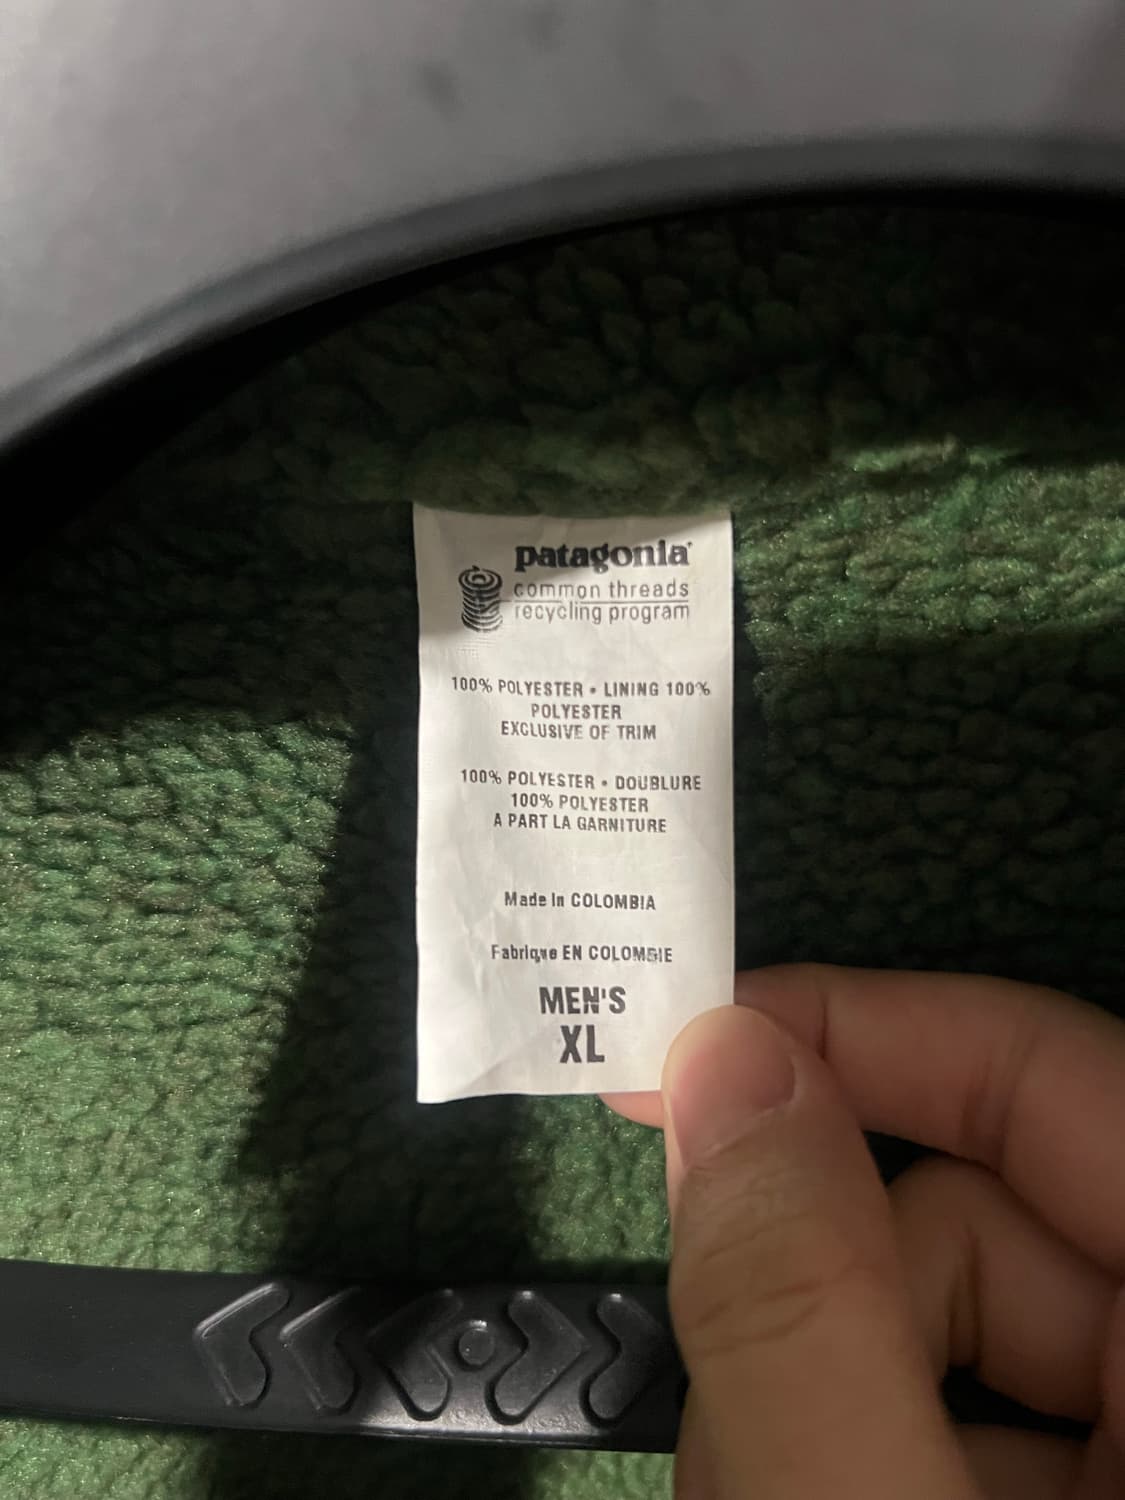 patagonia®
common threads
recycling program
100% POLYESTER • LINING 100%
POLYESTER
EXCLUSIVE OF TRIM
100% POLYESTER • DOUBLURE
100% POLYESTER
A PART LA GARNITURE
Made In COLOMBIA
Fabrique EN COLOMBIE
MEN'S
XL